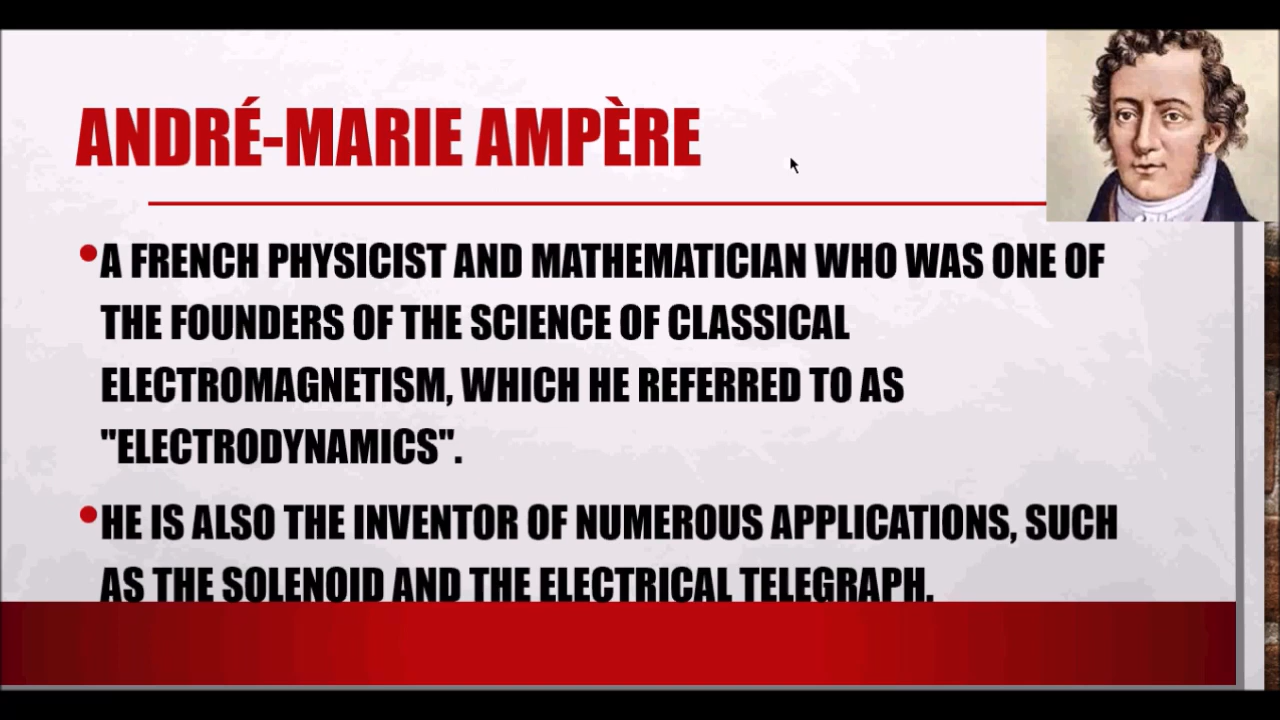 ANDRÉ-MARIE AMPÈRE
•A FRENCH PHYSICIST AND MATHEMATICIAN WHO WAS ONE OF
THE FOUNDERS OF THE SCIENCE OF CLASSICAL
ELECTROMAGNETISM, WHICH HE REFERRED TO AS
"ELECTRODYNAMICS".
•HE IS ALSO THE INVENTOR OF NUMEROUS APPLICATIONS, SUCH
AS THE SOLENOID AND THE ELECTRICAL TELEGRAPH.